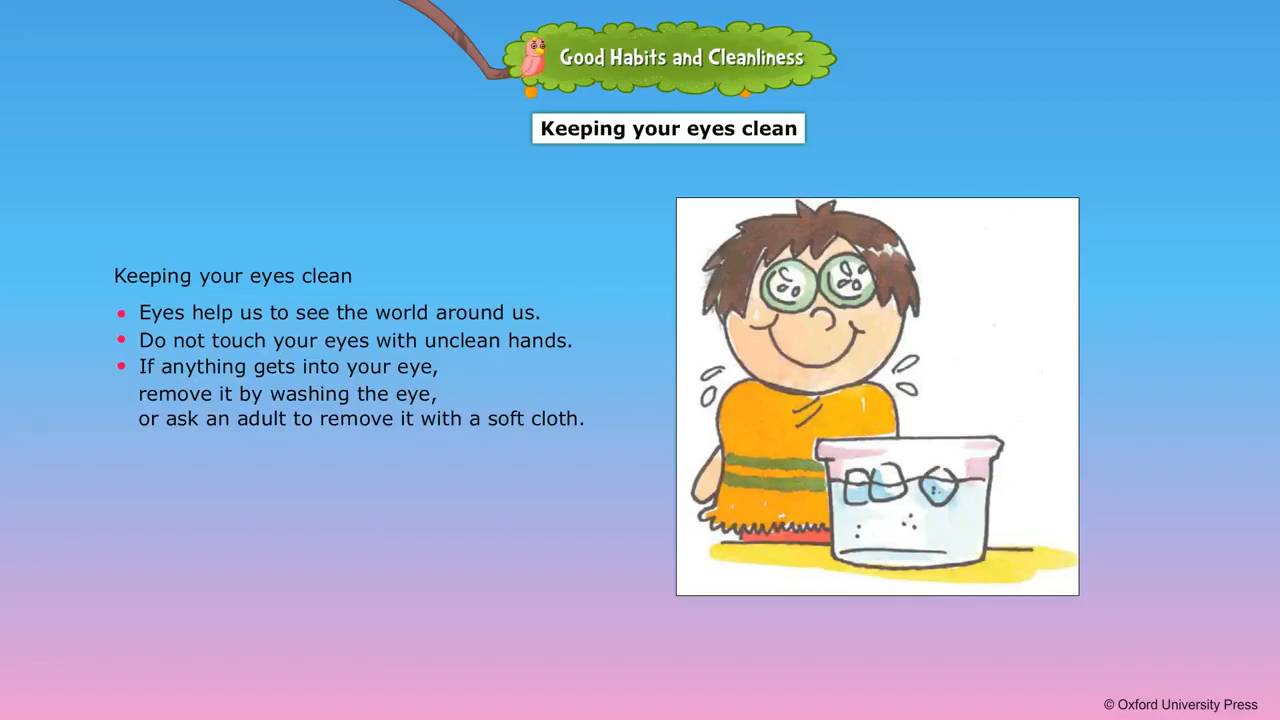 Good Habits and Cleanliness
Keeping your eyes clean
Keeping your eyes clean
Eyes help us to see the world around us.
Do not touch your eyes with unclean hands.
If anything gets into your eye,
remove it by washing the eye,
or ask an adult to remove it with a soft cloth.
© Oxford University Press